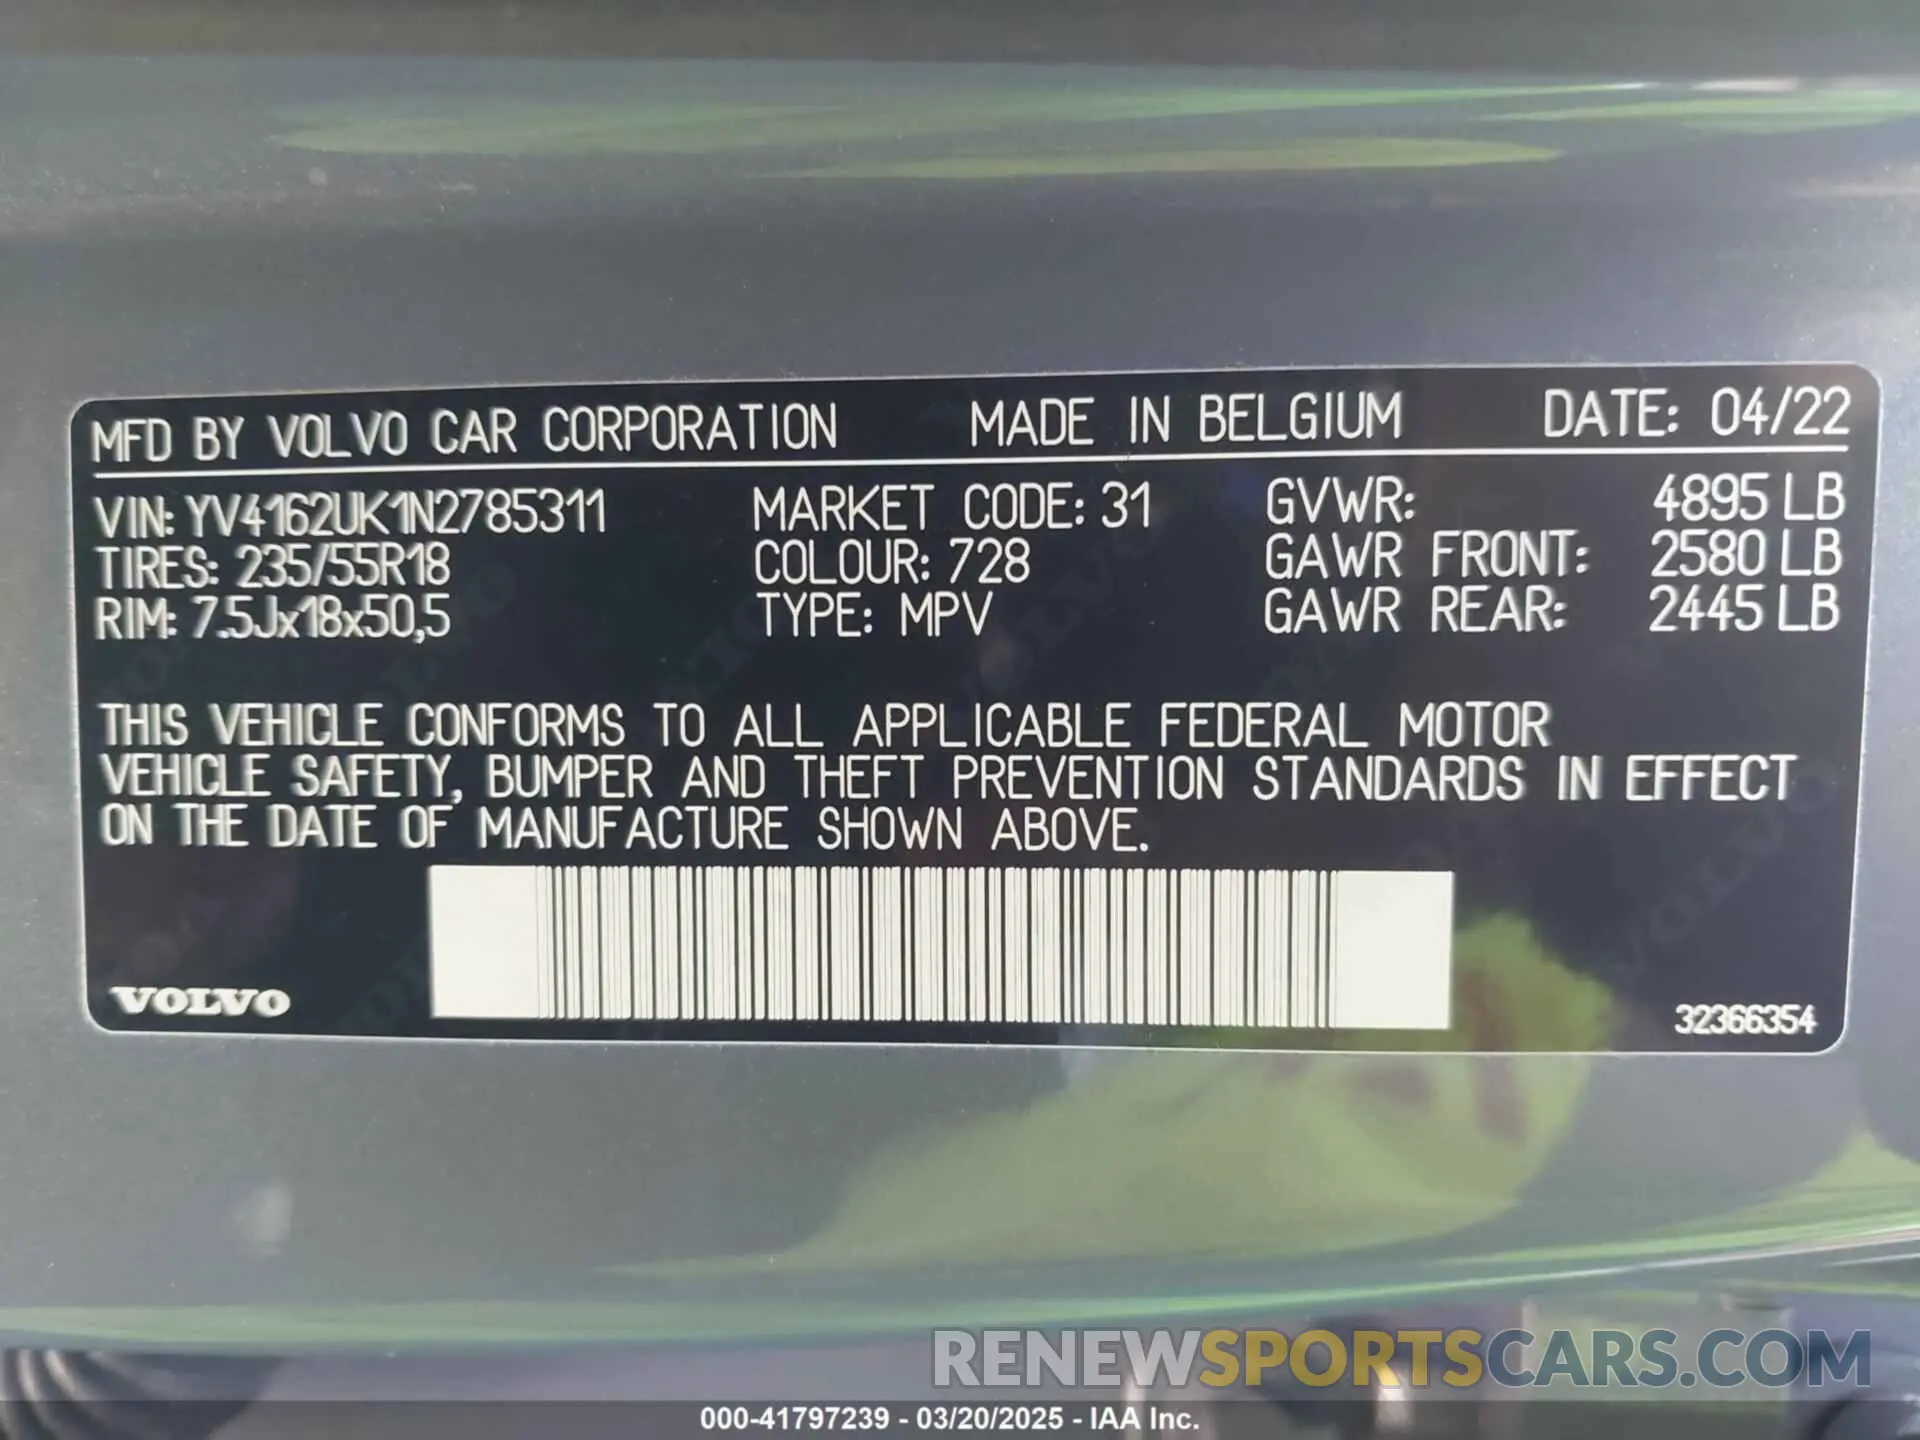 MFD BY VOLVO CAR CORPORATION MADE IN BELGIUM DATE: 04/22
VIN: YV4162UK1N2785311 MARKET CODE: 31 GVWR: 4895 LB
TIRES: 235/55R18 COLOUR: 728 GAWR FRONT: 2580 LB
RIM: 7.5Jx18x50,5 TYPE: MPV GAWR REAR: 2445 LB
THIS VEHICLE CONFORMS TO ALL APPLICABLE FEDERAL MOTOR
VEHICLE SAFETY, BUMPER AND THEFT PREVENTION STANDARDS IN EFFECT
ON THE DATE OF MANUFACTURE SHOWN ABOVE.
VOLVO
32366354
RENEWSPORTSCARS.COM
000-41797239 - 03/20/2025 - IAA Inc.